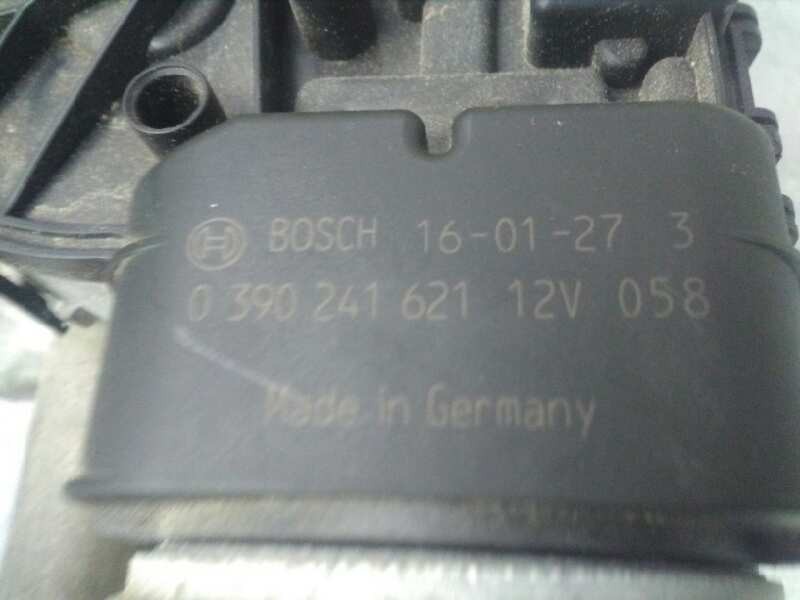 BOSCH 16-01-27 3
0 390 241 621 12V 058
Made in Germany